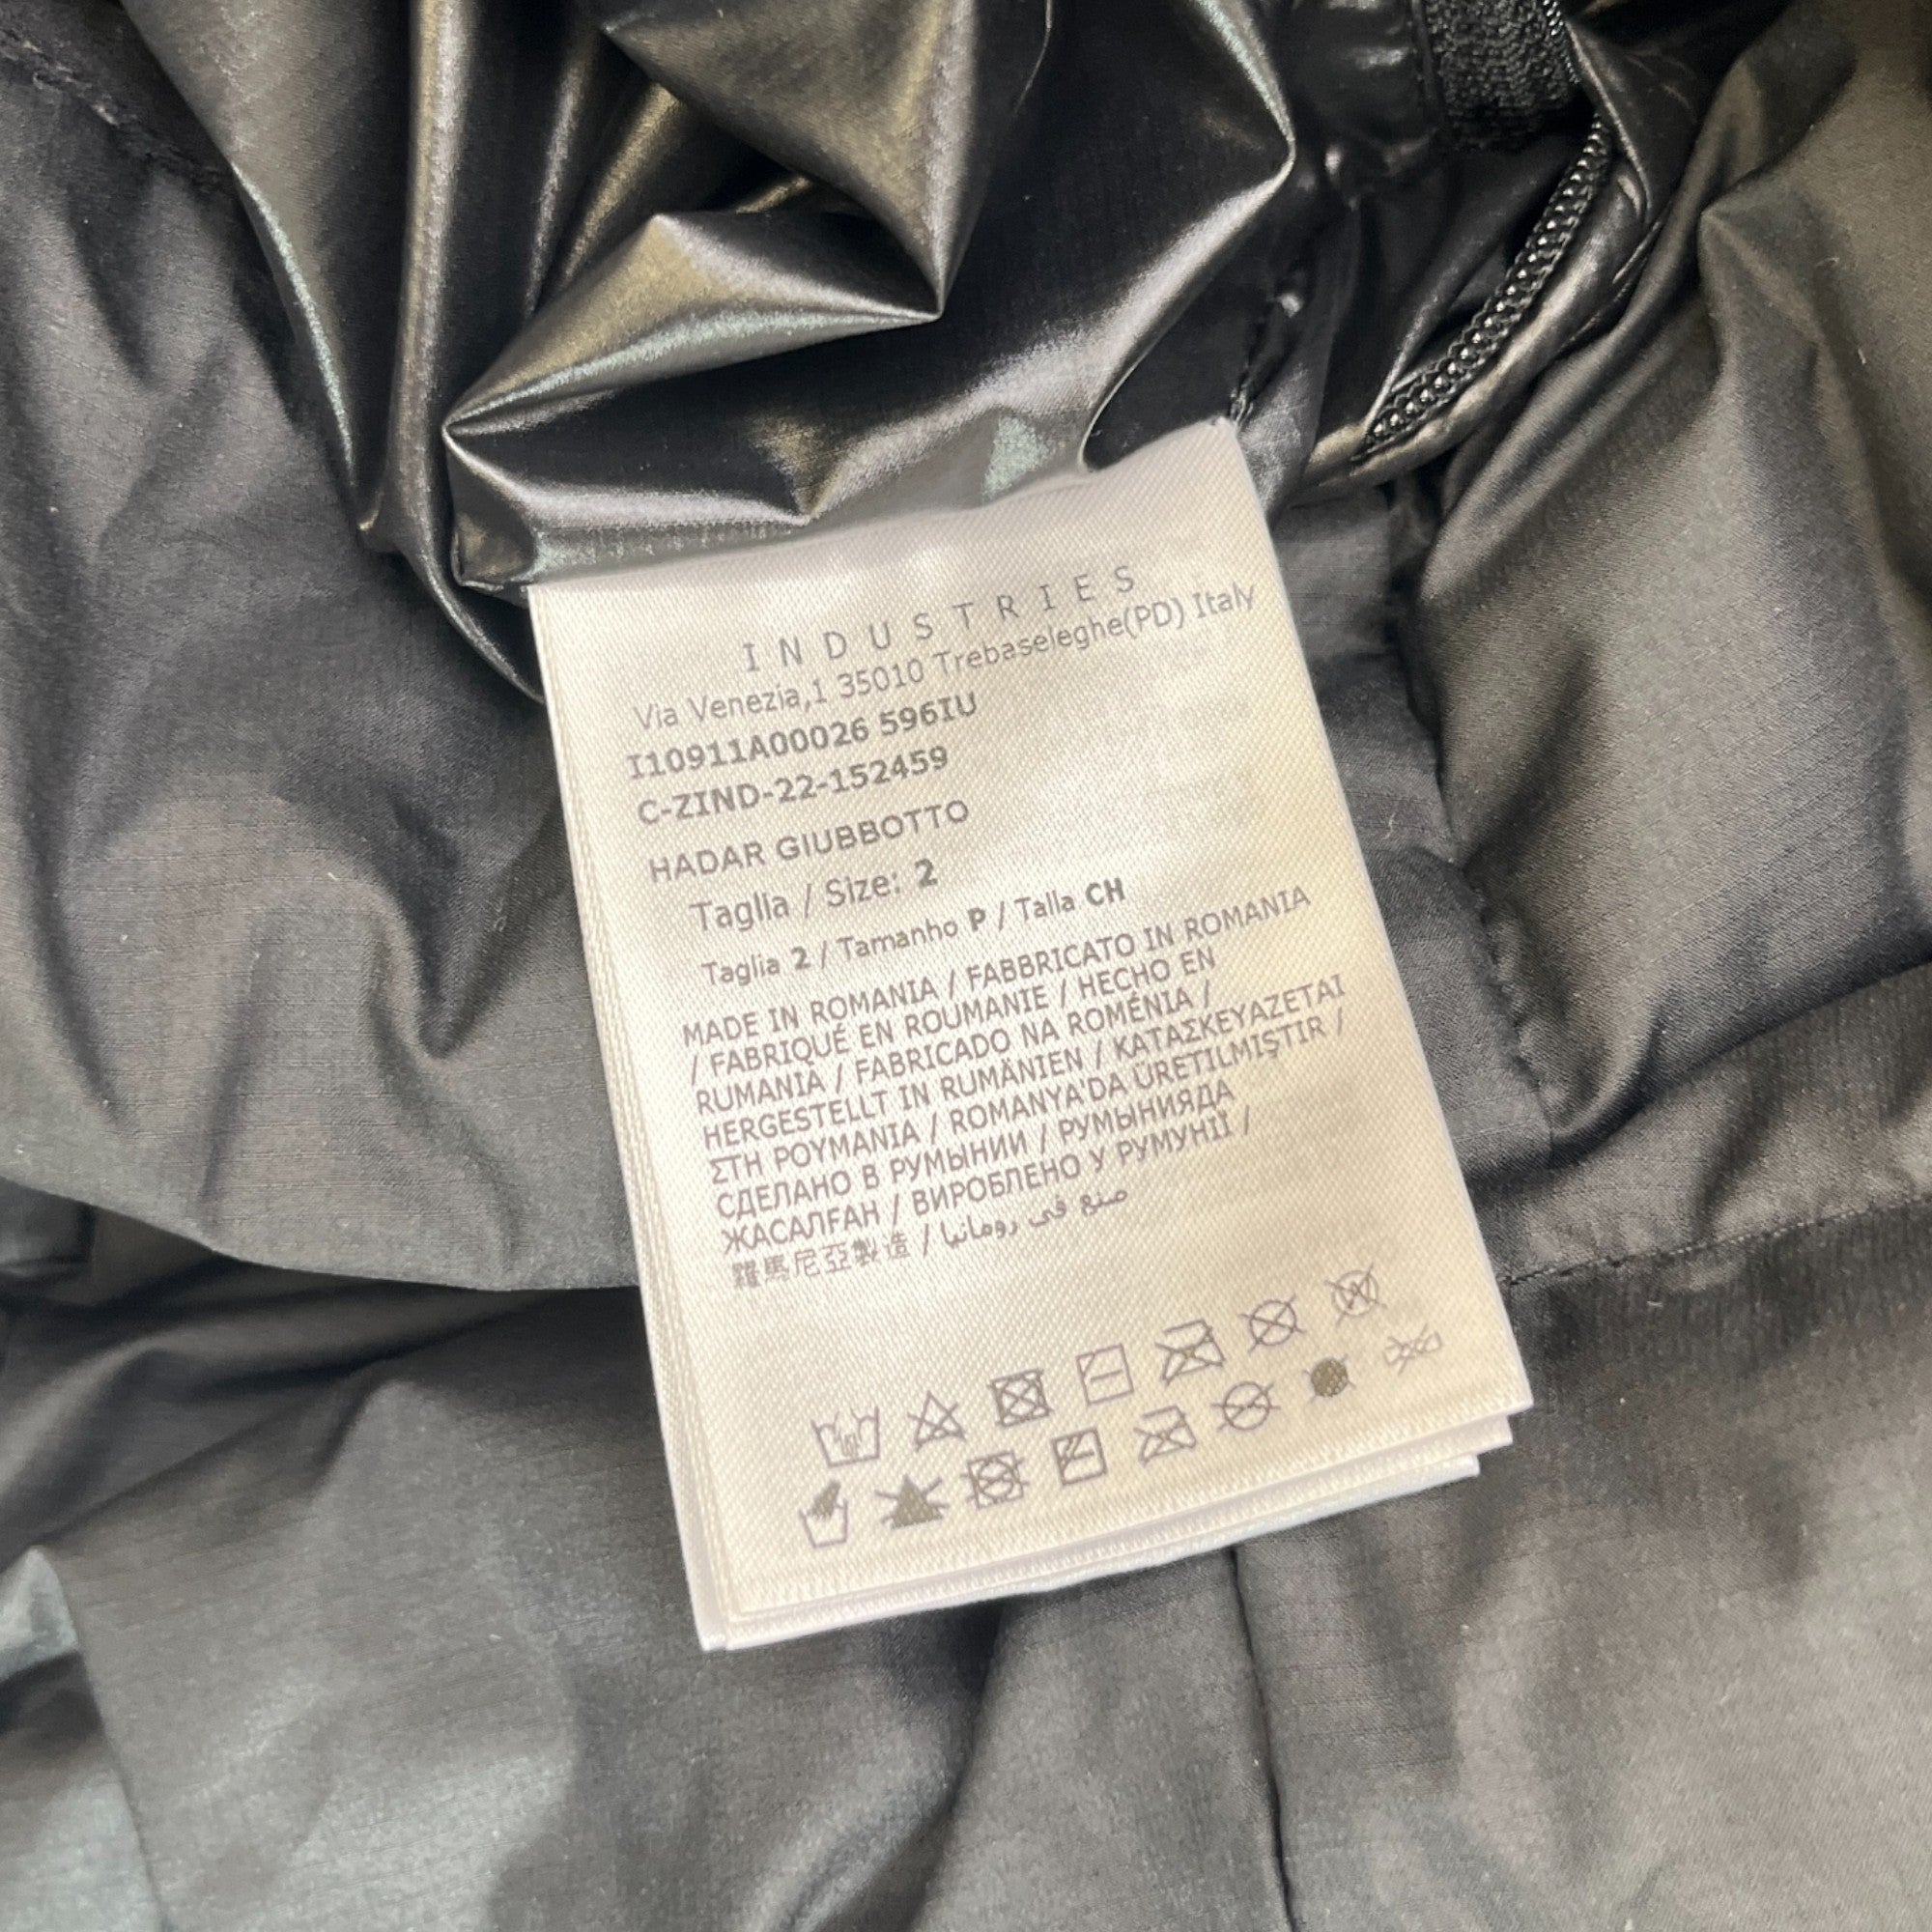 INDUSTRIES
Via Venezia,1 35010 Trebaseleghe(PD) Italy
I10911A00026 596IU
C-ZIND-22-152459
HADAR GIUBBOTTO
Taglia / Size: 2
Taglia 2 / Tamanho P / Talla CH
MADE IN ROMANIA / FABBRICATO IN ROMANIA
/ FABRIQUÉ EN ROUMANIE / HECHO EN
RUMANIA / FABRICADO NA ROMÉNIA /
HERGESTELLT IN RUMÄNIEN / ΚΑΤΑΣΚΕΥΑΖΕΤΑΙ
ΣΤΗ ΡΟΥΜΑΝΙΑ / ROMANYA'DA ÜRETILMIŞTIR /
СДЕЛАНО В РУМЫНИИ / РУМЫНИЯДА
ЖАСАЛҒАН / ВИРОБЛЕНО У РУМУНІЇ /
羅馬尼亞製造 / صنع في رومانيا